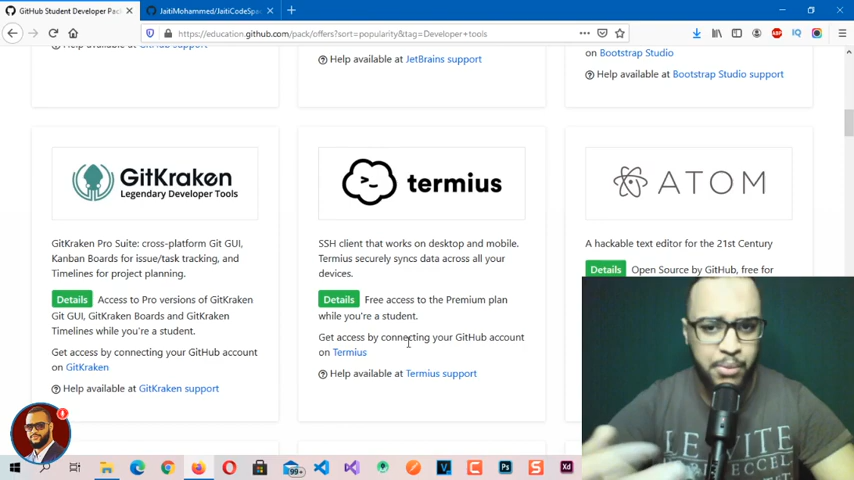 GitHub Student Developer Pac
JaitiMohammed/JaitiCodeSpa
https://education.github.com/pack/offers?sort=popularity&tag=Developer+tools
Help available at GitHub support
Help available at JetBrains support
on Bootstrap Studio
Help available at Bootstrap Studio support
GitKraken
Legendary Developer Tools
GitKraken Pro Suite: cross-platform Git GUI,
Kanban Boards for issue/task tracking, and
Timelines for project planning.
Details Access to Pro versions of GitKraken
Git GUI, GitKraken Boards and GitKraken
Timelines while you're a student.
Get access by connecting your GitHub account
on GitKraken
Help available at GitKraken support
termius
SSH client that works on desktop and mobile.
Termius securely syncs data across all your
devices.
Details Free access to the Premium plan
while you're a student.
Get access by connecting your GitHub account
on Termius
Help available at Termius support
ATOM
A hackable text editor for the 21st Century
Details Open Source by GitHub, free for
LEVITE
EXCEL
99+
Ps
S
Xd